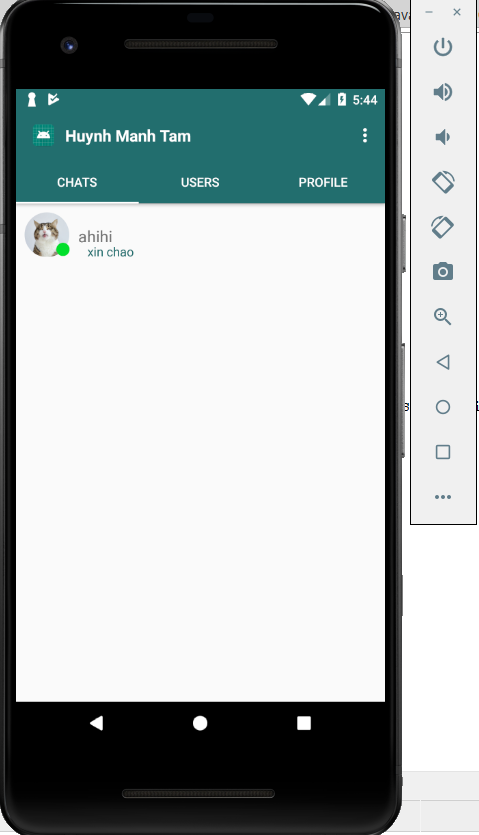 5:44
Huynh Manh Tam
CHATS
USERS
PROFILE
ahihi
xin chao